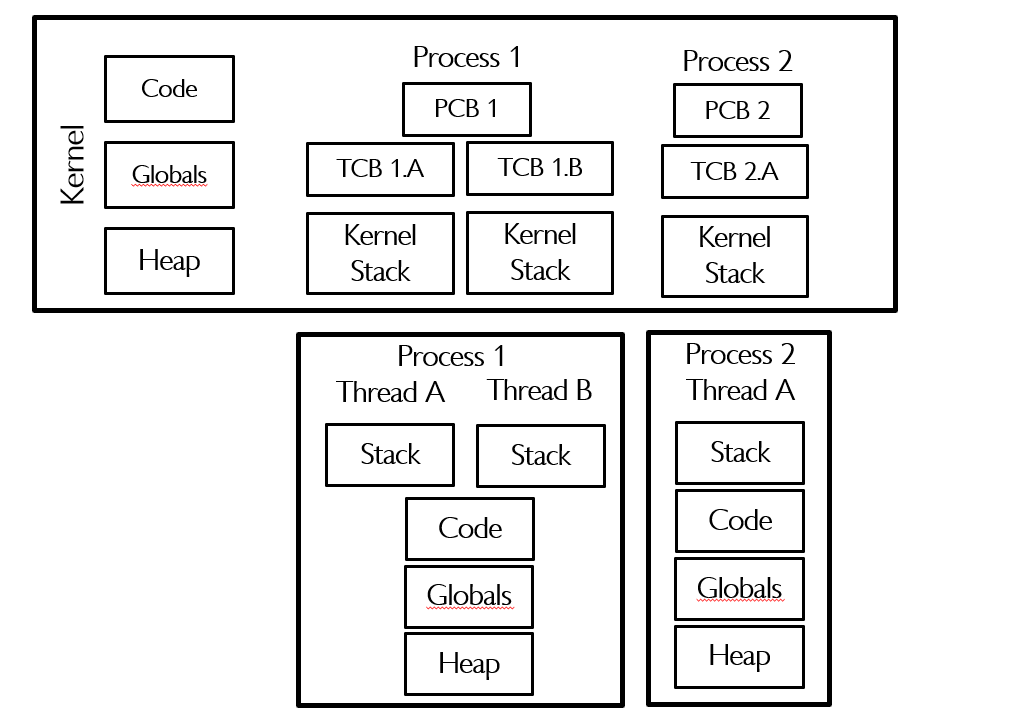 Kernel
Code
Globals
Heap
Process 1
PCB 1
TCB 1.A
TCB 1.B
Kernel
Stack
Kernel
Stack
Process 2
PCB 2
TCB 2.A
Kernel
Stack
Process 1
Thread A
Thread B
Stack
Stack
Code
Globals
Heap
Process 2
Thread A
Stack
Code
Globals
Heap